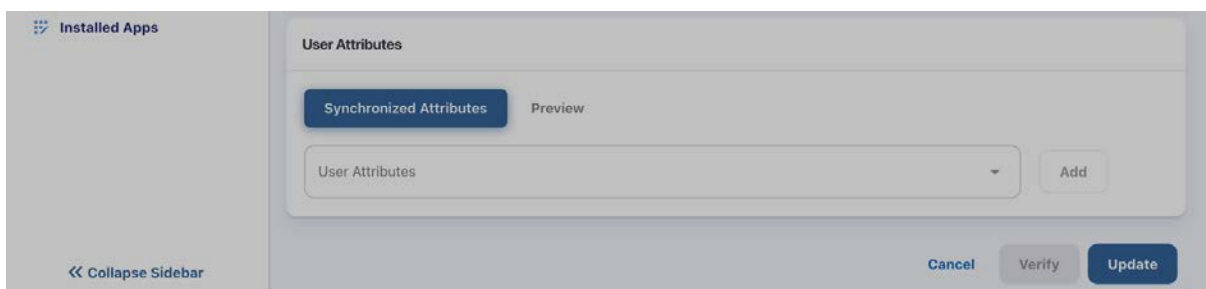 Installed Apps
User Attributes
Synchronized Attributes Preview
User Attributes Add
Collapse Sidebar Cancel Verify Update